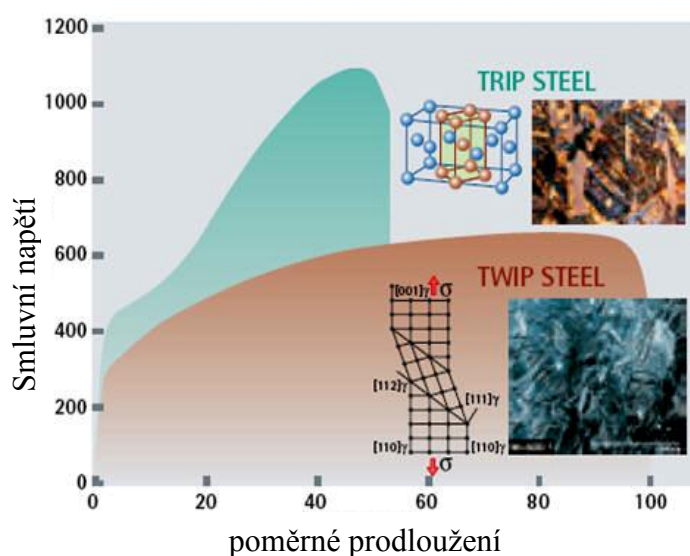 1200
1000
800
600
400
200
0
Smluvní napětí
TRIP STEEL
TWIP STEEL
[001]γ σ
[112]γ
[111]γ
[110]γ
[110]γ
σ
0 20 40 60 80 100
poměrné prodloužení